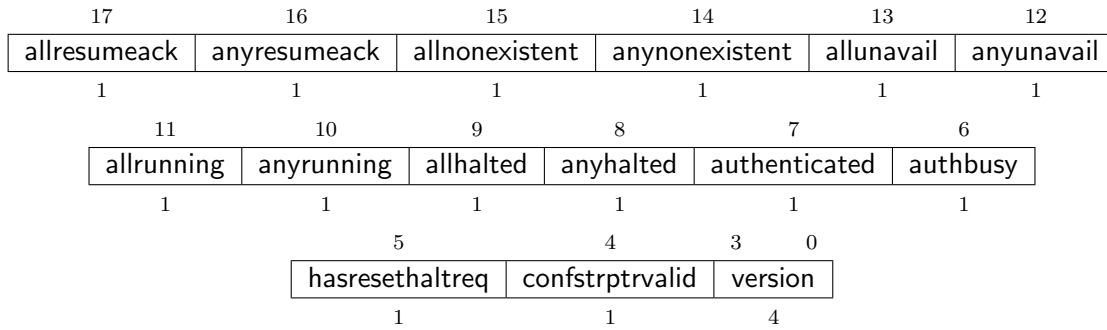 17 16 15 14 13 12
allresumeack anyresumeack allnonexistent anynonexistent allunavail anyunavail
1 1 1 1 1 1
11 10 9 8 7 6
allrunning anyrunning allhalted anyhalted authenticated authbusy
1 1 1 1 1 1
5 4 3 0
hasresethaltreq confstrptrvalid version
1 1 4